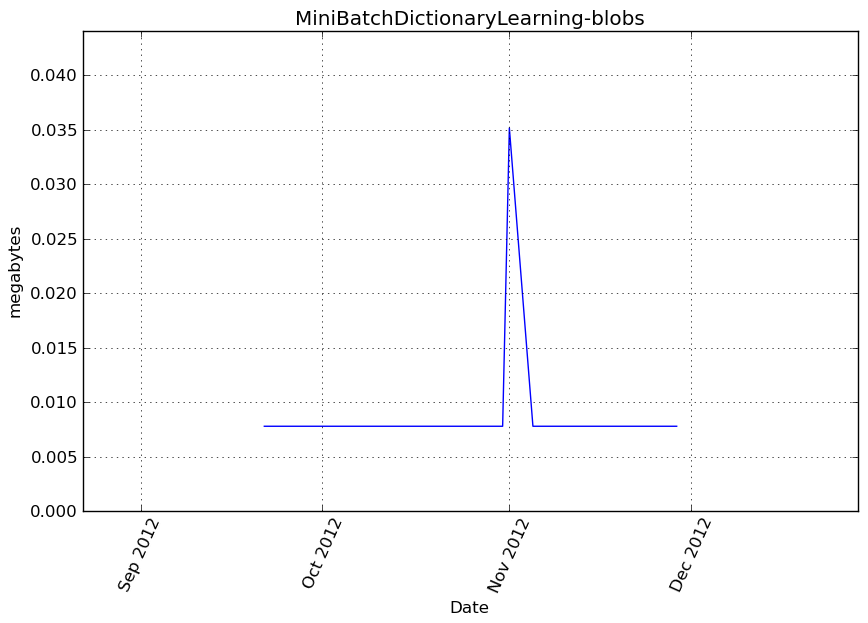 MiniBatchDictionaryLearning-blobs
0.040
0.035
0.030
0.025
0.020
0.015
0.010
0.005
0.000
megabytes
Sep 2012
Oct 2012
Nov 2012
Dec 2012
Date